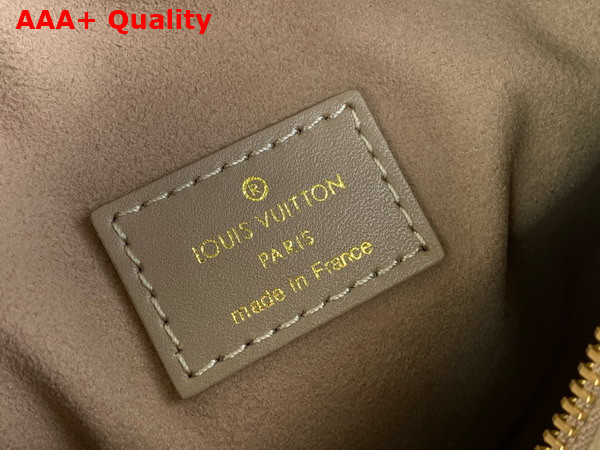 AAA+ Quality
®
LOUIS VUITTON
PARIS
made in France